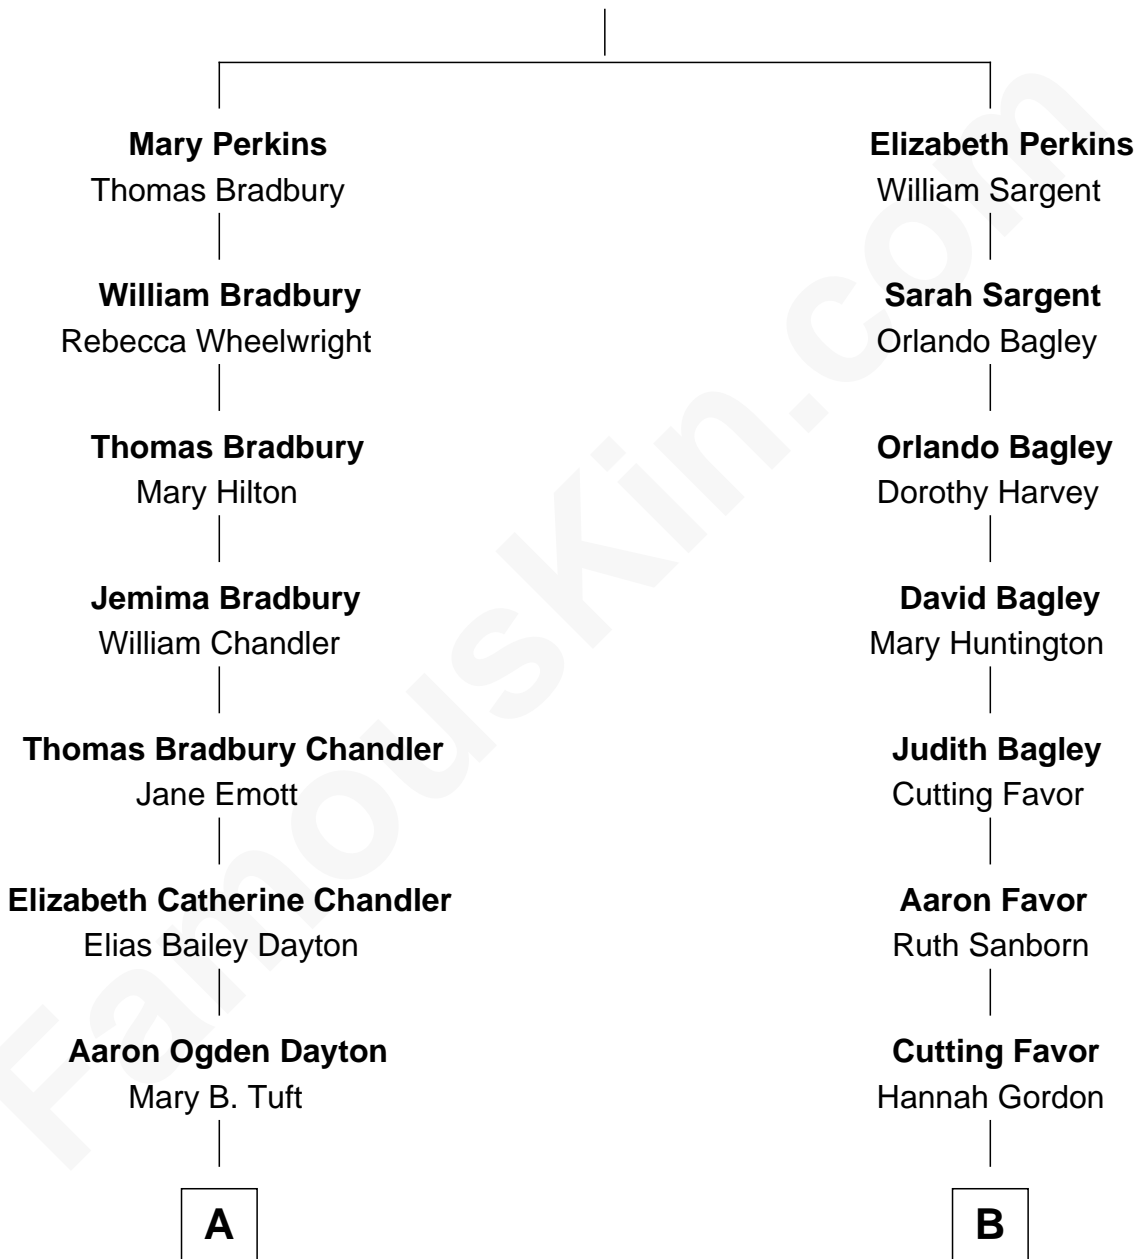 Mary Perkins
Thomas Bradbury
William Bradbury
Rebecca Wheelwright
Thomas Bradbury
Mary Hilton
Jemima Bradbury
William Chandler
Thomas Bradbury Chandler
Jane Emott
Elizabeth Catherine Chandler
Elias Bailey Dayton
Aaron Ogden Dayton
Mary B. Tuft
A
Elizabeth Perkins
William Sargent
Sarah Sargent
Orlando Bagley
Orlando Bagley
Dorothy Harvey
David Bagley
Mary Huntington
Judith Bagley
Cutting Favor
Aaron Favor
Ruth Sanborn
Cutting Favor
Hannah Gordon
B
FamousKin.com